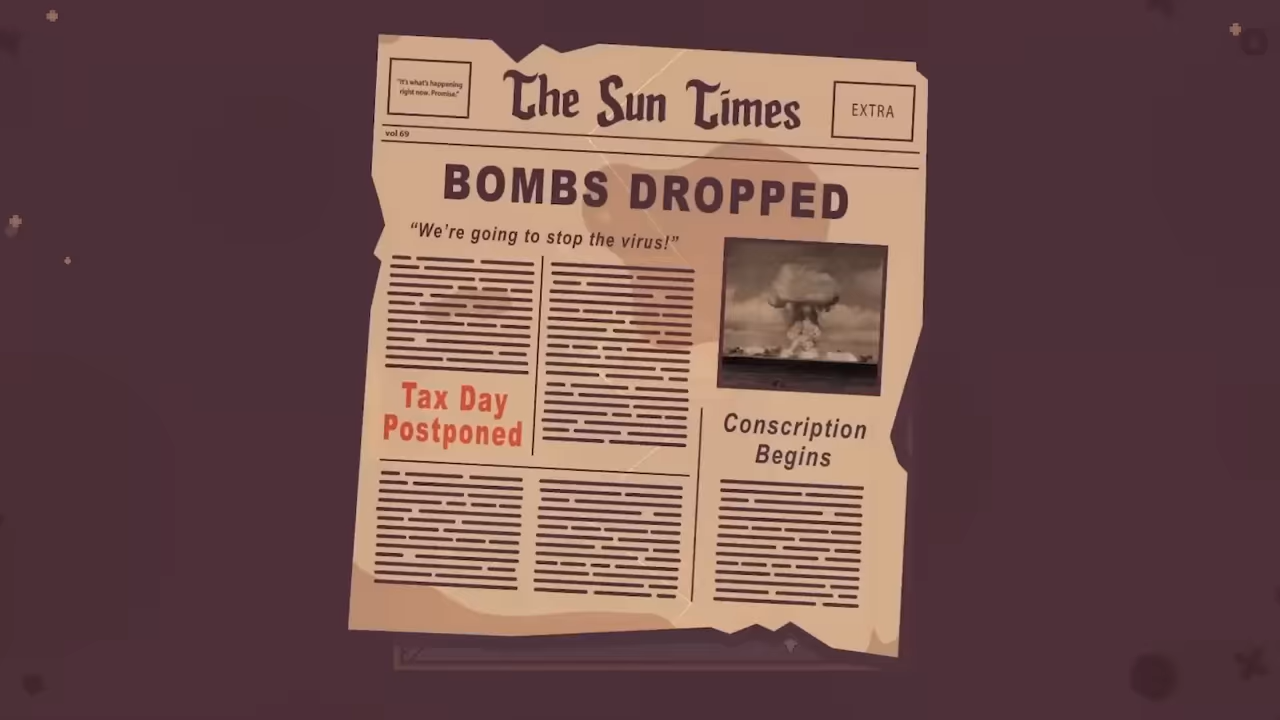 "It's what's happening
right now. Promise."
The Sun Times
EXTRA
vol 69
BOMBS DROPPED
"We're going to stop the virus!"
Tax Day
Postponed
Conscription
Begins